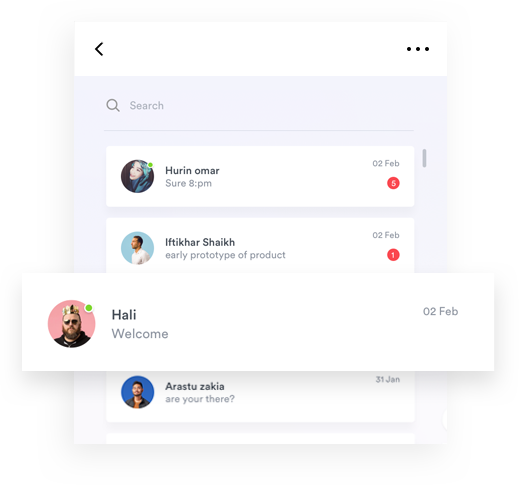 Search
Hurin omar
02 Feb
Sure 8:pm
5
Iftikhar Shaikh
02 Feb
early prototype of product
1
Hali
02 Feb
Welcome
Arastu zakia
31 Jan
are your there?